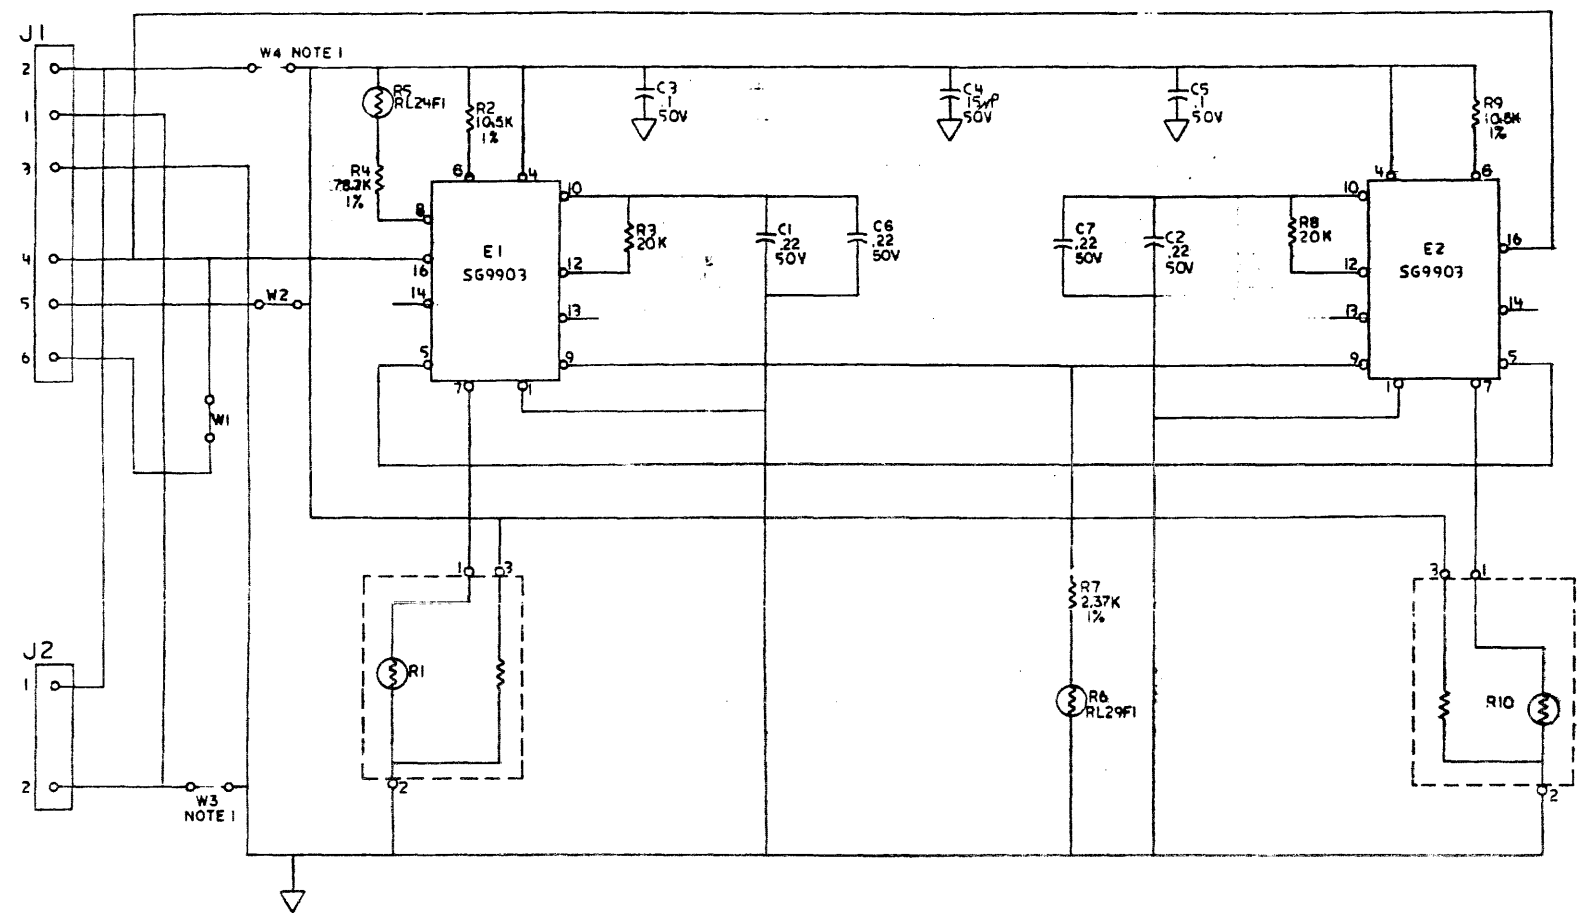 J1
W4 NOTE 1
2
1
3
4
5
6
R5
RL24F1
R2
10.5K
1%
C3
.1
50V
C4
50V
C5
.1
50V
R9
10.5K
1%
R4
1%
6
4
8
16
14
5
7
1
10
12
13
9
E1
SG9903
R3
20K
C1
.22
50V
C6
.22
50V
C7
.22
50V
C2
.22
50V
R8
20K
10
12
13
9
4
6
16
14
5
1
7
E2
SG9903
W2
W1
1
3
R1
2
R7
2.37K
1%
R6
RL29F1
3
1
R10
2
J2
1
2
W3
NOTE 1